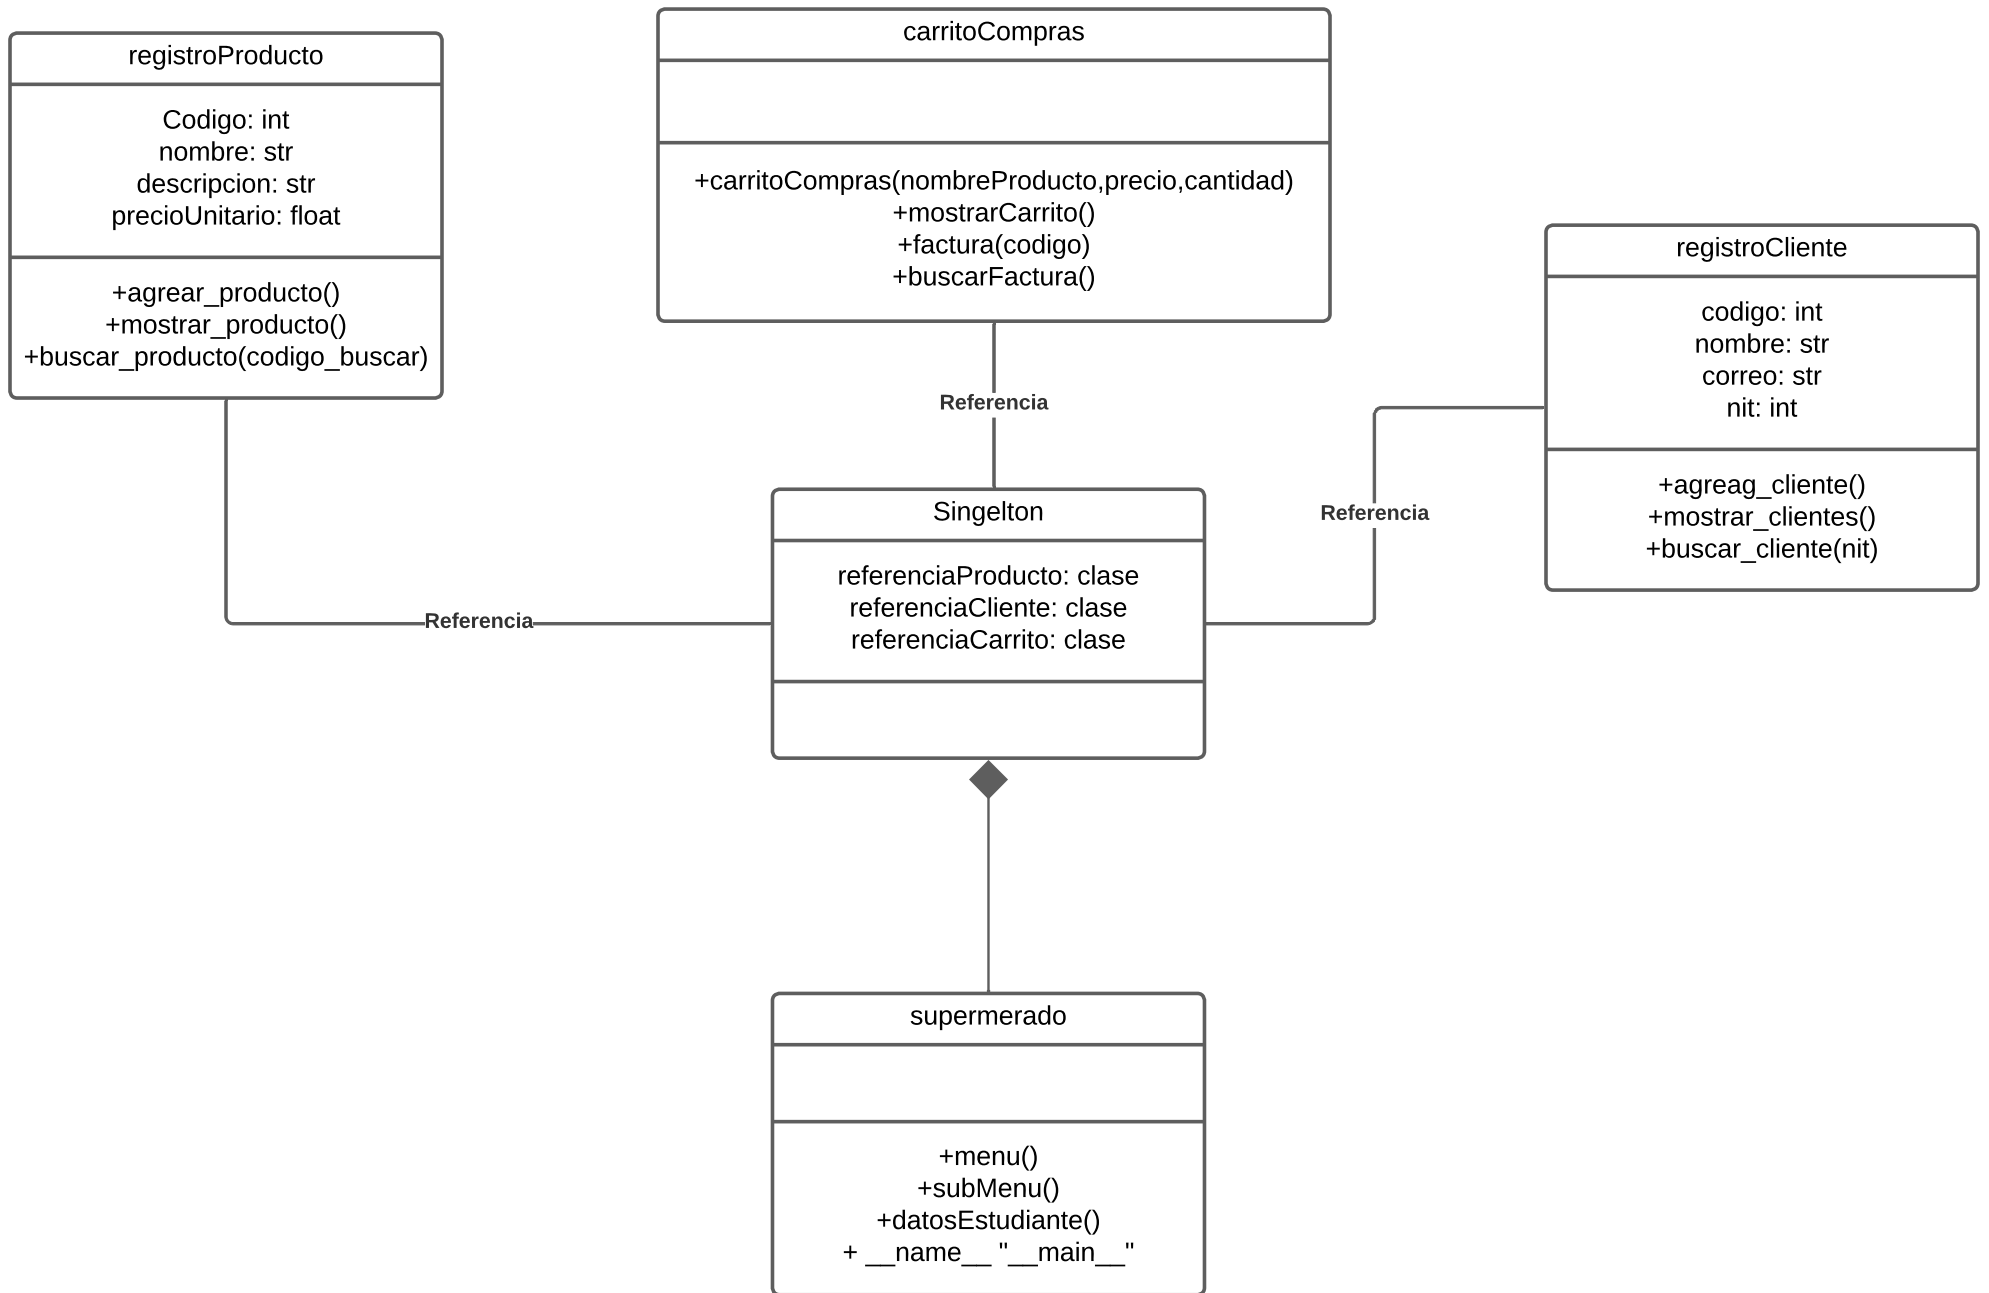 registroProducto
Codigo: int
nombre: str
descripcion: str
precioUnitario: float
+agrear_producto()
+mostrar_producto()
+buscar_producto(codigo_buscar)
carritoCompras
+carritoCompras(nombreProducto,precio,cantidad)
+mostrarCarrito()
+factura(codigo)
+buscarFactura()
registroCliente
codigo: int
nombre: str
correo: str
nit: int
+agreag_cliente()
+mostrar_clientes()
+buscar_cliente(nit)
Referencia
Referencia
Referencia
Singelton
referenciaProducto: clase
referenciaCliente: clase
referenciaCarrito: clase
supermerado
+menu()
+subMenu()
+datosEstudiante()
+ __name__ "__main__"